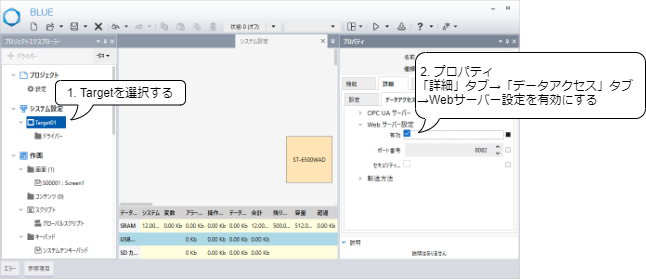 BLUE
状態 0 (オフ)
プロジェクトエクスプローラー
ドライバー
プロジェクト
設定
システム設定
Target01
ドライバー
作画
画面 (1)
S00001 : Screen1
コンテンツ (0)
スクリプト
グローバルスクリプト
キーパッド
システムテンキーパッド
エラー
参照項目
1. Targetを選択する
システム設定
ST-6500WAD
データ... システム 変数 アラー... 操作... データ... 合計 残り... 容量 超過
SRAM 12.00... 0.00 Kb 0.00 Kb 0.00 Kb 0.00 Kb 12.00... 500.0... 512.0... 0.00 Kb
USB... 0 Kb 0.00 Kb 0.00 Kb 0.00 Kb
SD カ... 0 Kb 0.00 Kb 0.00 Kb 0.00 Kb
プロパティ
名前
種類
機能
詳細
設定
データアクセス
OPC UA サーバー
Web サーバー設定
有効
ポート番号
8082
セキュリティ...
転送方法
説明
説明はありません
2. プロパティ
「詳細」タブ→「データアクセス」タブ
→Webサーバー設定を有効にする